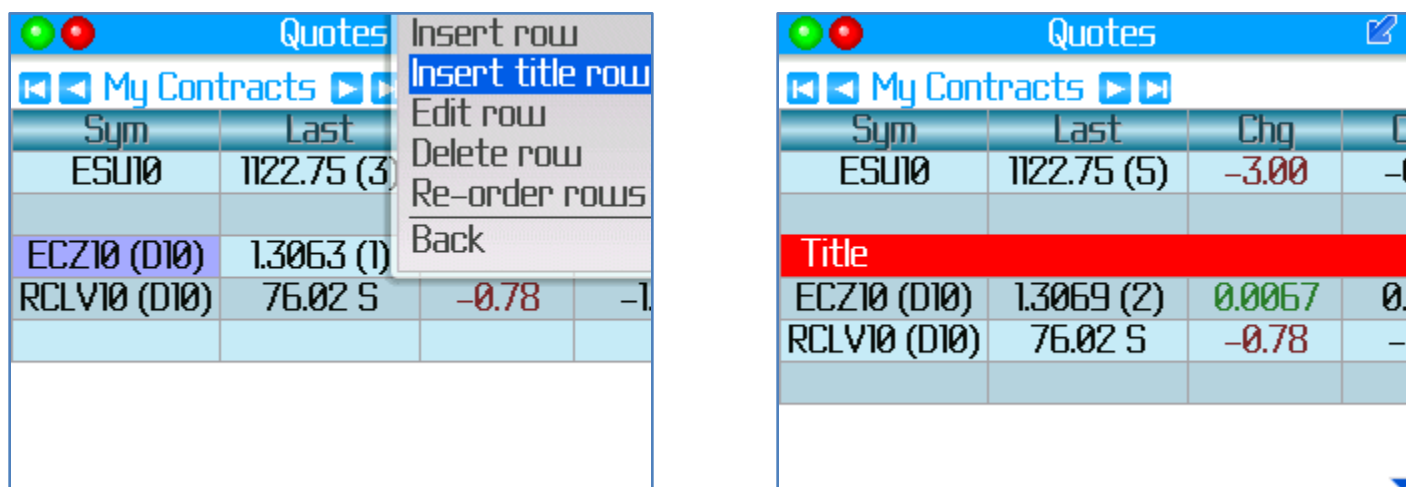 Quotes
Insert row
Insert title row
Edit row
Delete row
Re-order rows
Back
My Contracts
Sym Last
ESU10 1122.75 (3)
ECZ10 (D10) 1.3063 (1)
RCLV10 (D10) 76.02 S -0.78
Quotes
My Contracts
Sym Last Chg
ESU10 1122.75 (5) -3.00
Title
ECZ10 (D10) 1.3069 (2) 0.0067
RCLV10 (D10) 76.02 S -0.78